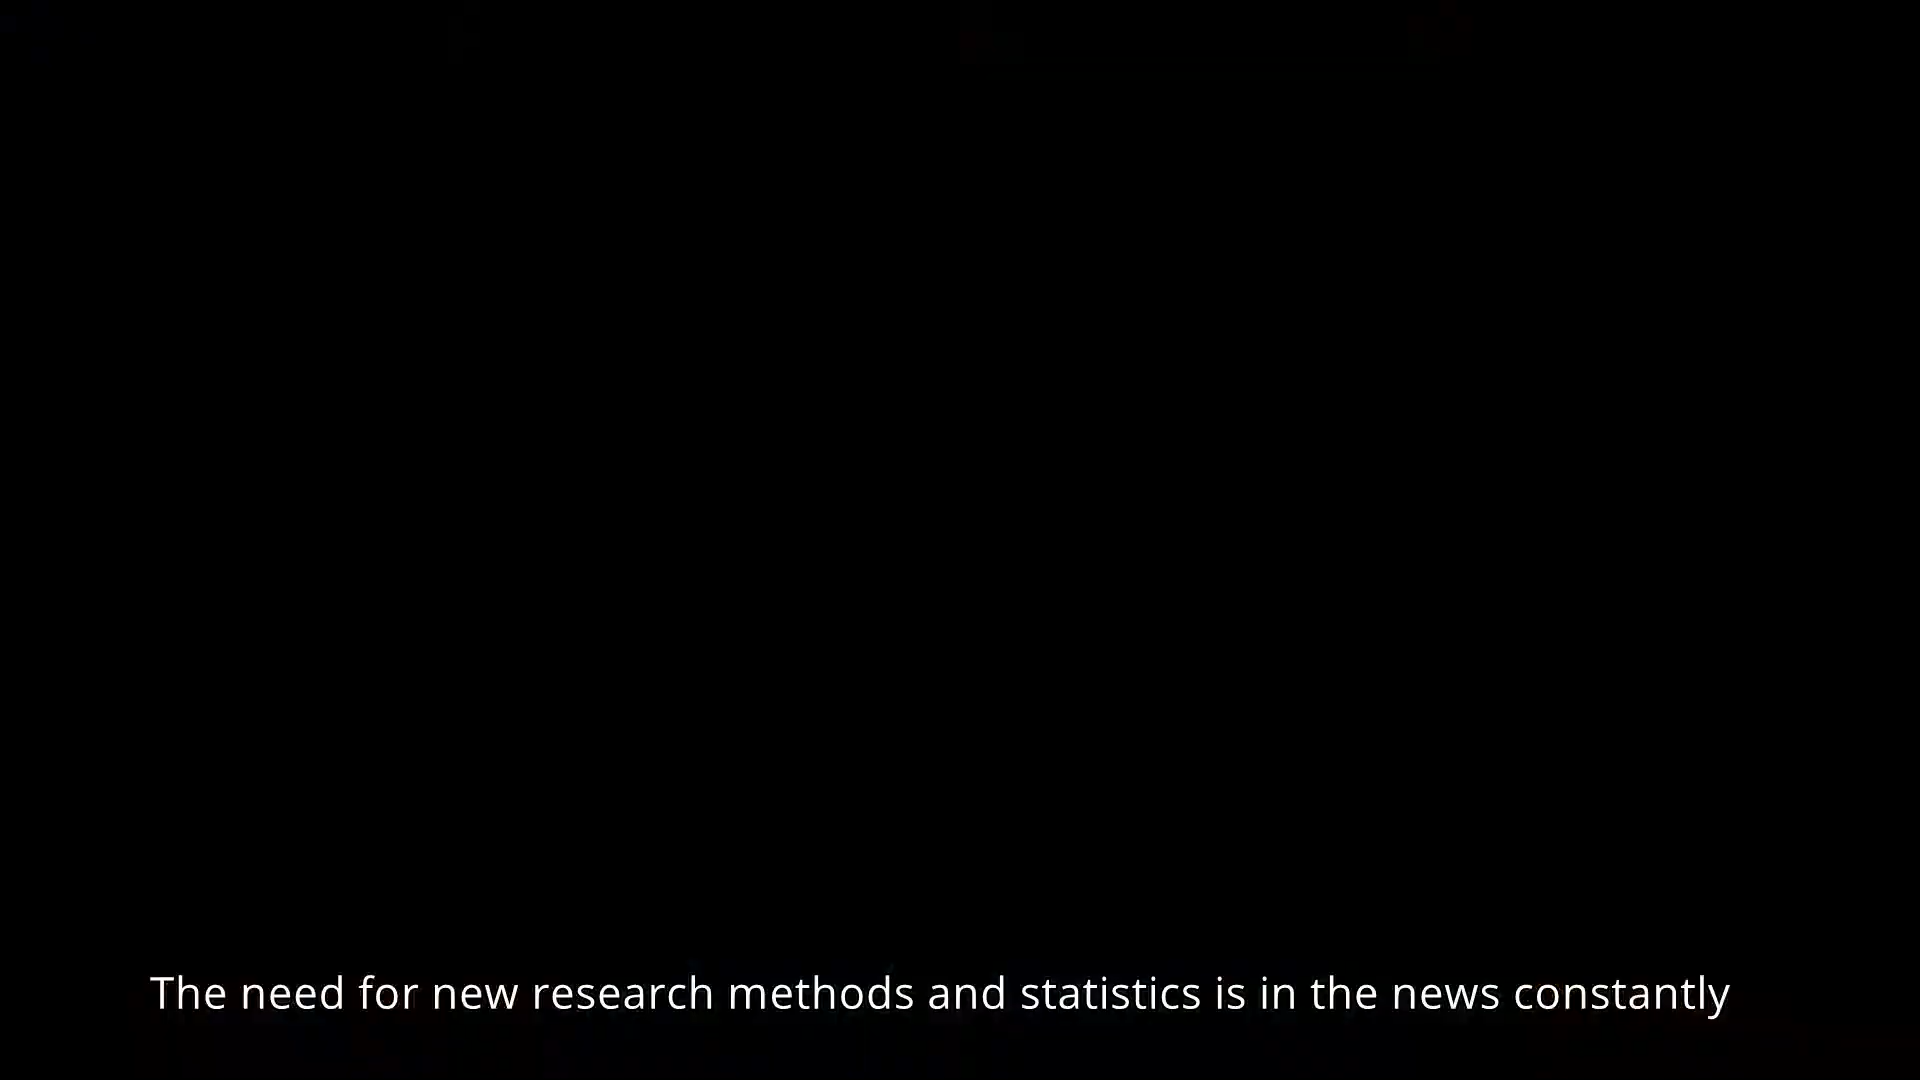 The need for new research methods and statistics is in the news constantly